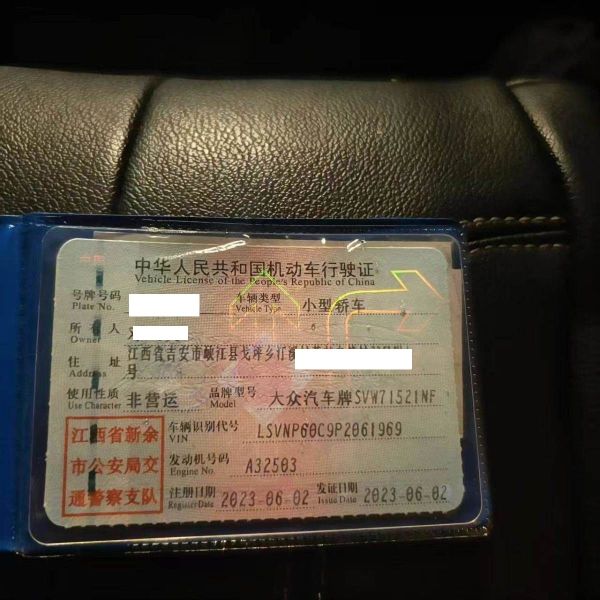 中华人民共和国机动车行驶证
Vehicle License of the People's Republic of China
号牌号码 车辆类型 小型轿车
Plate No. Vehicle Type
所有人
Owner
住址 江西省吉安市峡江县戈坪乡
Address 号
使用性质 非营运 品牌型号 大众汽车牌SVW71521NF
Use Character Model
江西省新余
市公安局交
通警察支队
车辆识别代号 LSVNP60C9P2061969
VIN
发动机号码 A32503
Engine No.
注册日期 2023-06-02 发证日期 2023-06-02
Register Date Issued Date